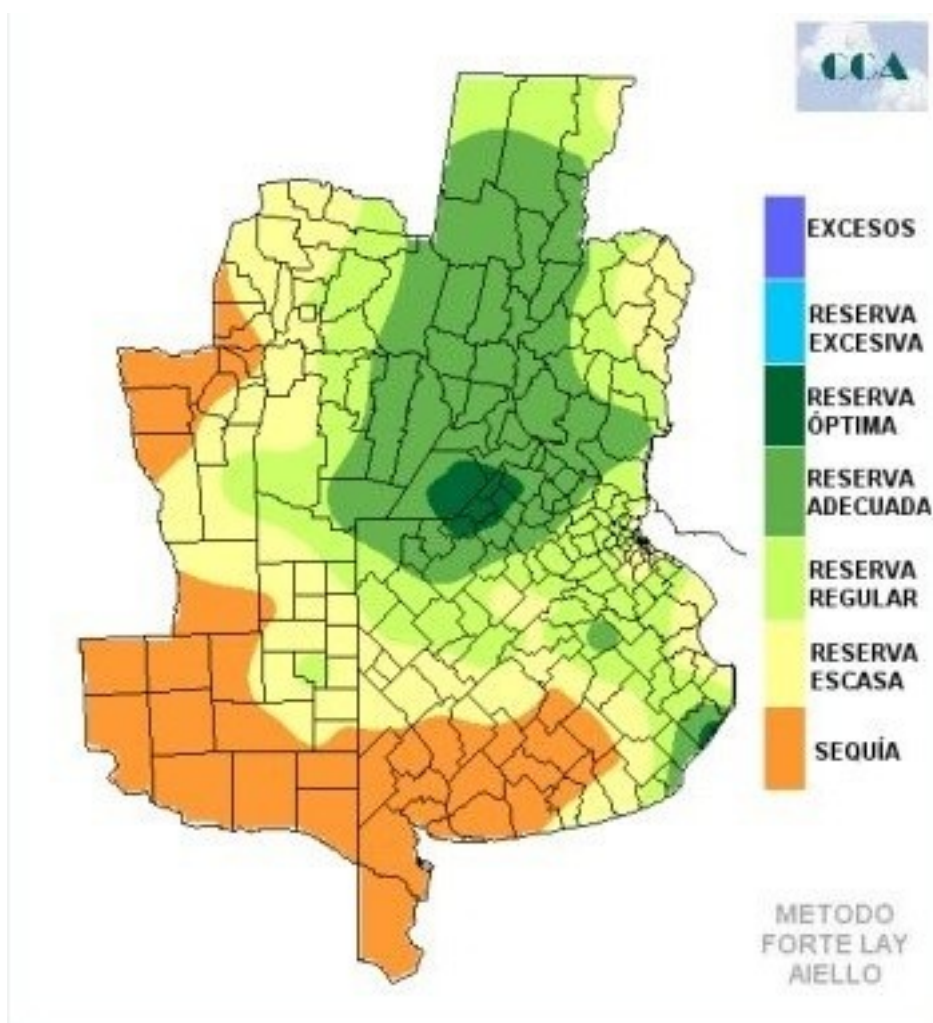 CCA
EXCESOS
RESERVA
EXCESIVA
RESERVA
ÓPTIMA
RESERVA
ADECUADA
RESERVA
REGULAR
RESERVA
ESCASA
SEQUÍA
METODO
FORTE LAY
AIELLO